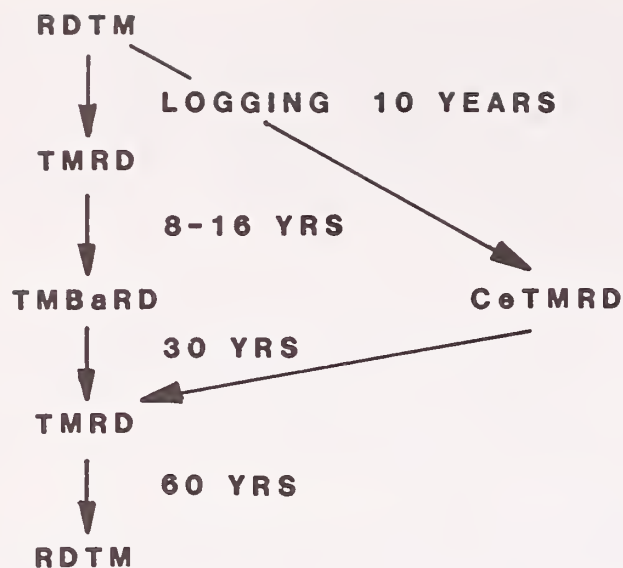 RDTM
LOGGING 10 YEARS
TMRD
8-16 YRS
TMBaRD
CeTMRD
30 YRS
TMRD
60 YRS
RDTM